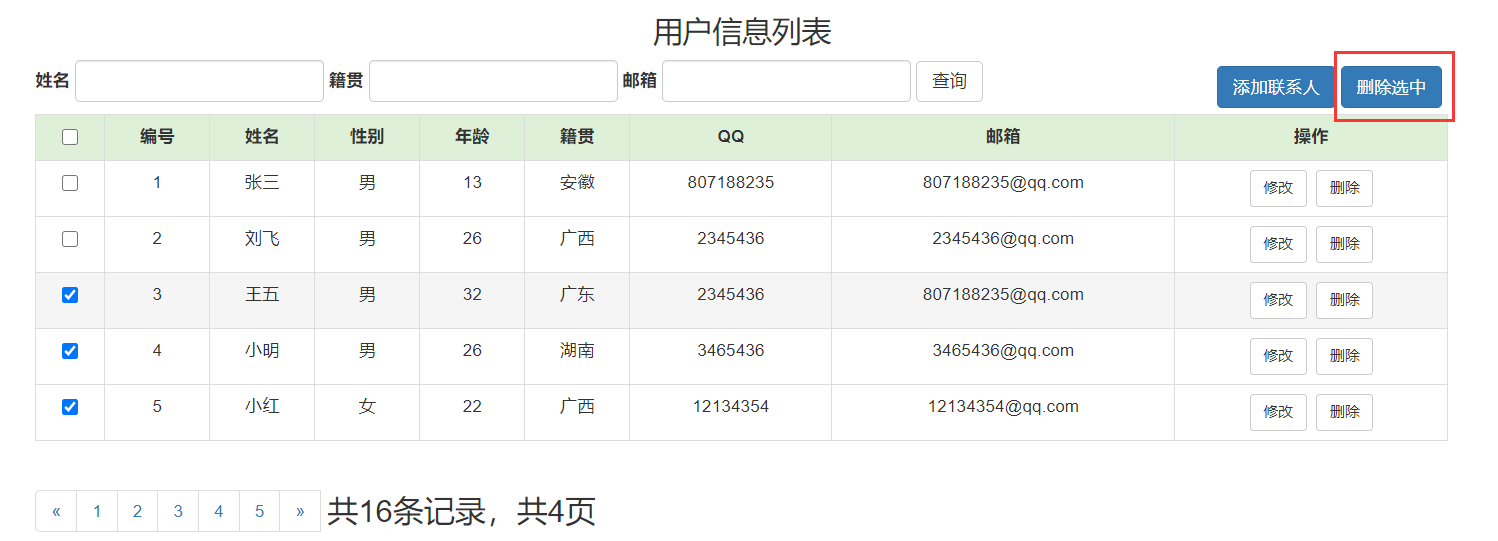 用户信息列表
姓名 籍贯 邮箱 查询 添加联系人 删除选中
编号 姓名 性别 年龄 籍贯 QQ 邮箱 操作
1 张三 男 13 安徽 807188235 807188235@qq.com 修改 删除
2 刘飞 男 26 广西 2345436 2345436@qq.com 修改 删除
3 王五 男 32 广东 2345436 807188235@qq.com 修改 删除
4 小明 男 26 湖南 3465436 3465436@qq.com 修改 删除
5 小红 女 22 广西 12134354 12134354@qq.com 修改 删除
« 1 2 3 4 5 » 共16条记录，共4页